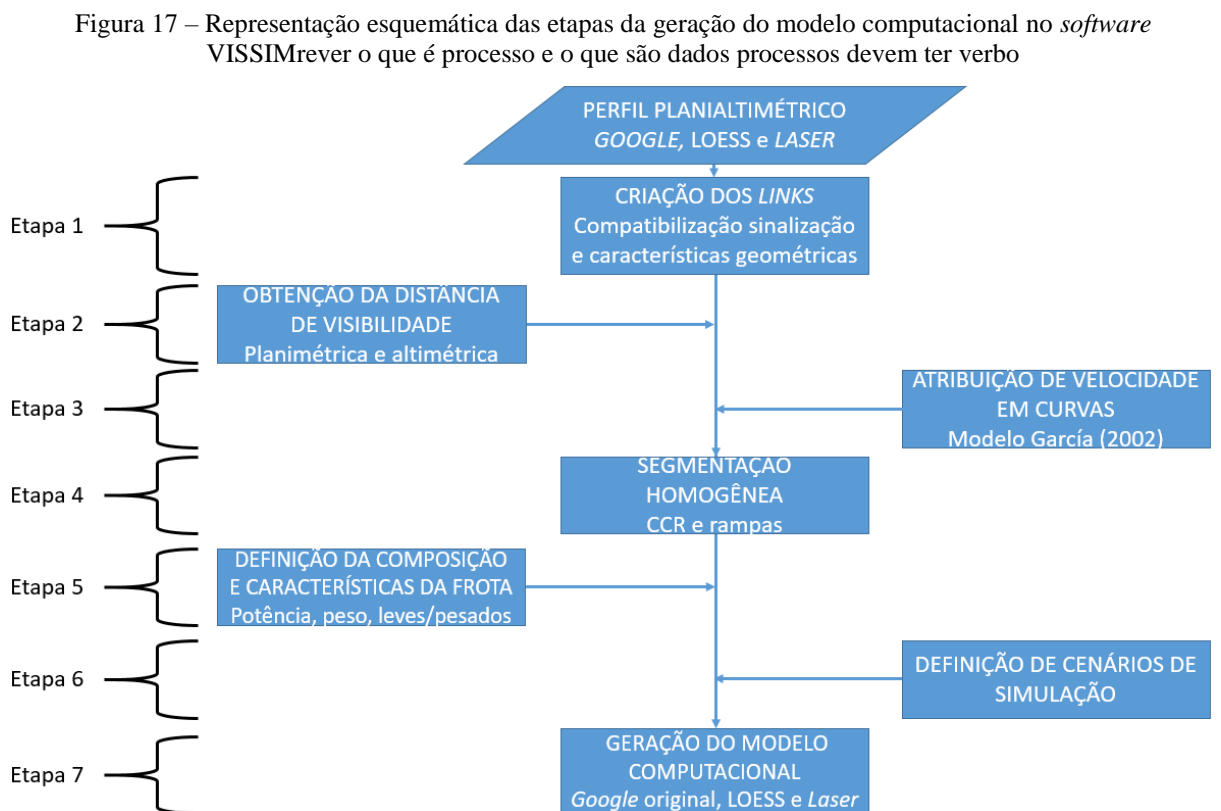 Figura 17 – Representação esquemática das etapas da geração do modelo computacional no software
VISSIMrever o que é processo e o que são dados processos devem ter verbo
PERFIL PLANIALTIMÉTRICO
GOOGLE, LOESS e LASER
Etapa 1
CRIAÇÃO DOS LINKS
Compatibilização sinalização
e características geométricas
Etapa 2
OBTENÇÃO DA DISTÂNCIA
DE VISIBILIDADE
Planimétrica e altimétrica
Etapa 3
ATRIBUIÇÃO DE VELOCIDADE
EM CURVAS
Modelo García (2002)
Etapa 4
SEGMENTAÇÃO
HOMOGÊNEA
CCR e rampas
Etapa 5
DEFINIÇÃO DA COMPOSIÇÃO
E CARACTERÍSTICAS DA FROTA
Potência, peso, leves/pesados
Etapa 6
DEFINIÇÃO DE CENÁRIOS DE
SIMULAÇÃO
Etapa 7
GERAÇÃO DO MODELO
COMPUTACIONAL
Google original, LOESS e Laser